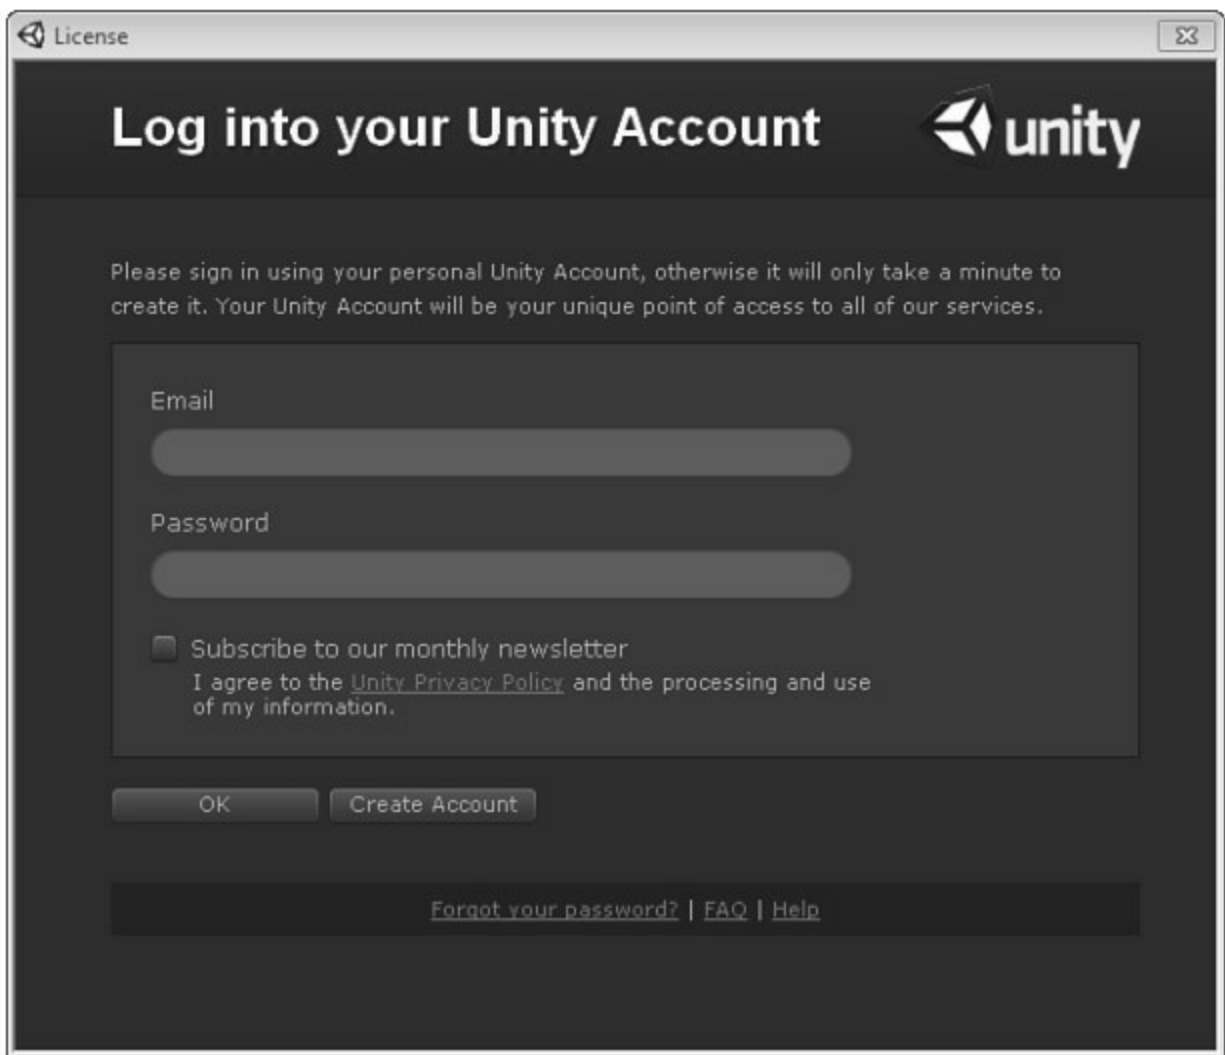 License
Log into your Unity Account
unity
Please sign in using your personal Unity Account, otherwise it will only take a minute to
create it. Your Unity Account will be your unique point of access to all of our services.
Email
Password
Subscribe to our monthly newsletter
I agree to the Unity Privacy Policy and the processing and use
of my information.
OK Create Account
Forgot your password? | FAQ | Help